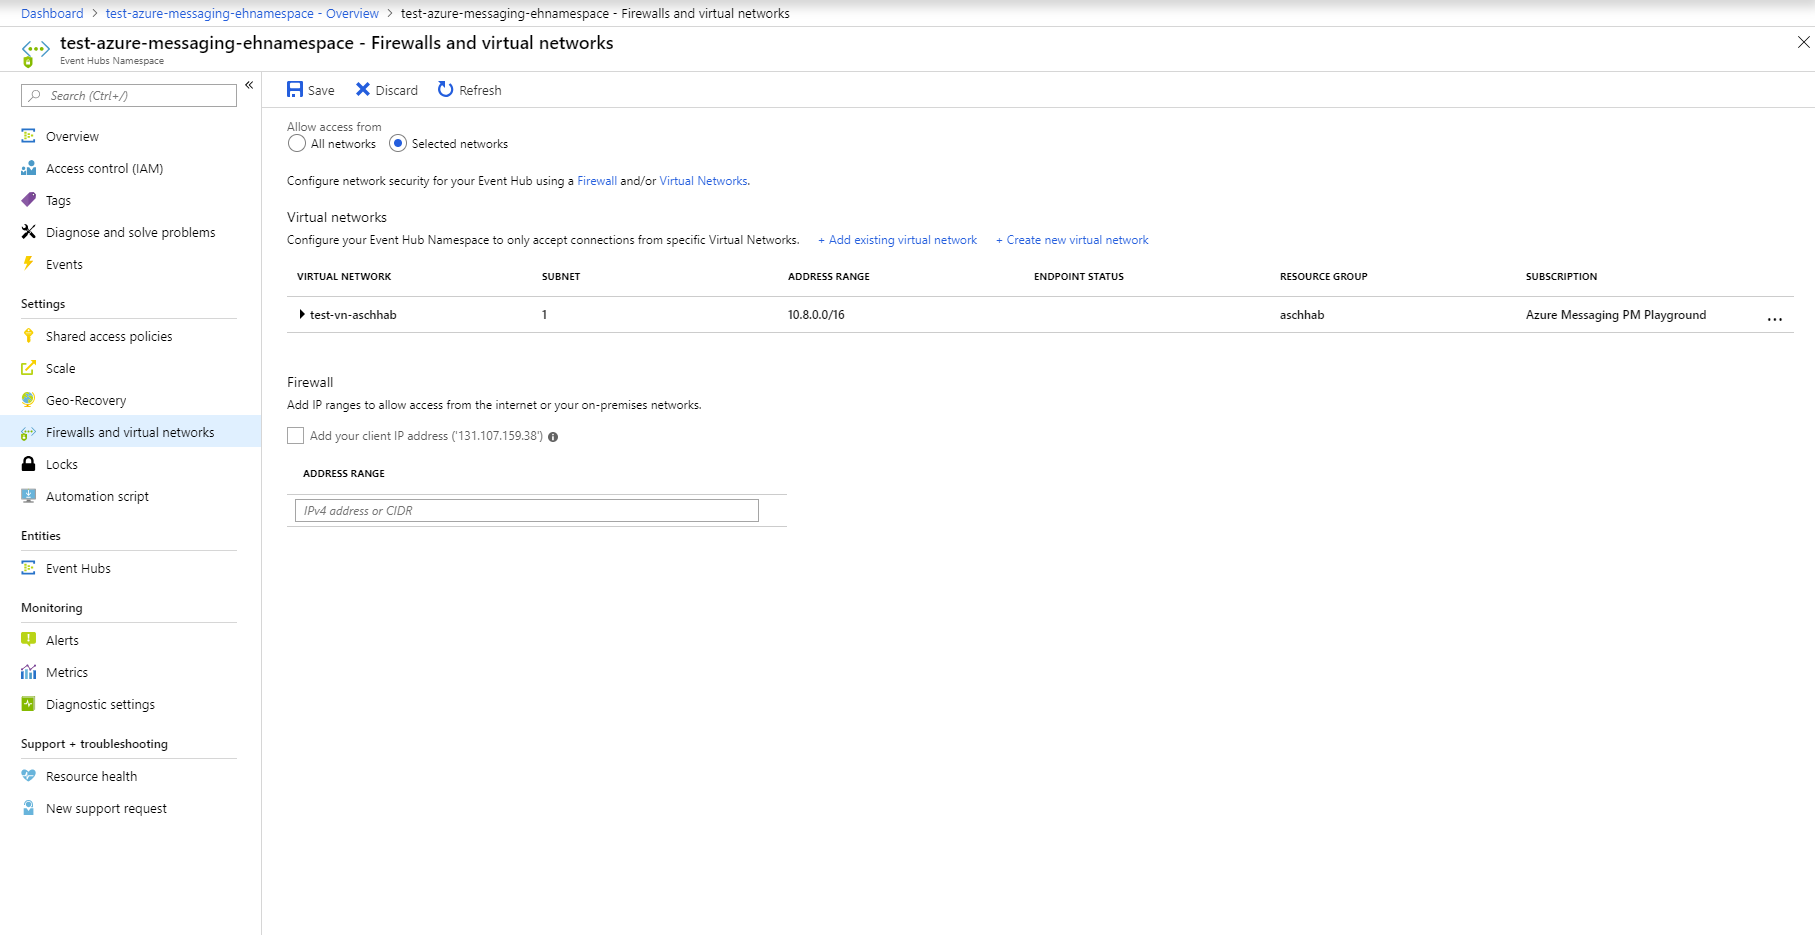 Dashboard > test-azure-messaging-ehnamespace - Overview > test-azure-messaging-ehnamespace - Firewalls and virtual networks
test-azure-messaging-ehnamespace - Firewalls and virtual networks
Event Hubs Namespace
Search (Ctrl+/)
«
Overview
Access control (IAM)
Tags
Diagnose and solve problems
Events
Settings
Shared access policies
Scale
Geo-Recovery
Firewalls and virtual networks
Locks
Automation script
Entities
Event Hubs
Monitoring
Alerts
Metrics
Diagnostic settings
Support + troubleshooting
Resource health
New support request
Save Discard Refresh
Allow access from
All networks Selected networks
Configure network security for your Event Hub using a Firewall and/or Virtual Networks.
Virtual networks
Configure your Event Hub Namespace to only accept connections from specific Virtual Networks. + Add existing virtual network + Create new virtual network
VIRTUAL NETWORK SUBNET ADDRESS RANGE ENDPOINT STATUS RESOURCE GROUP SUBSCRIPTION
test-vn-aschhab 1 10.8.0.0/16 aschhab Azure Messaging PM Playground ...
Firewall
Add IP ranges to allow access from the internet or your on-premises networks.
Add your client IP address ('131.107.159.38')
ADDRESS RANGE
IPv4 address or CIDR